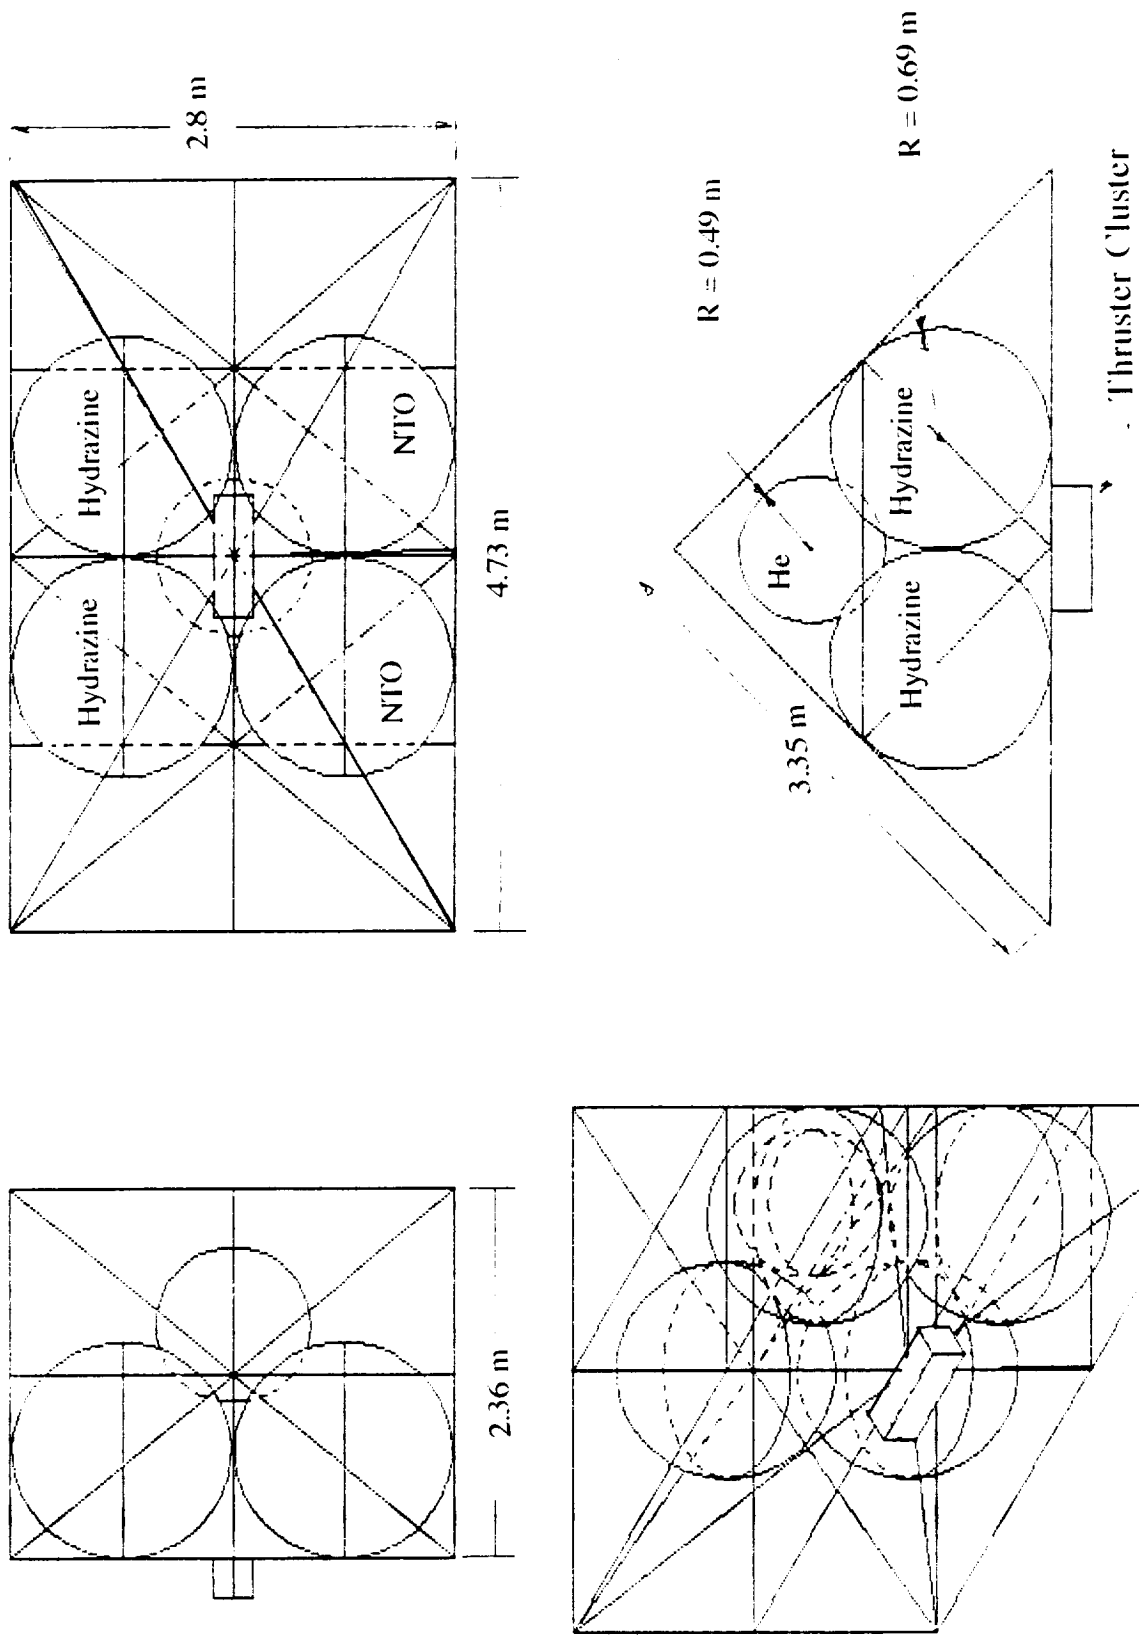 Hydrazine
Hydrazine
NTO
NTO
2.8 m
4.73 m
2.36 m
R = 0.49 m
R = 0.69 m
He
Hydrazine
Hydrazine
3.35 m
Thruster Cluster